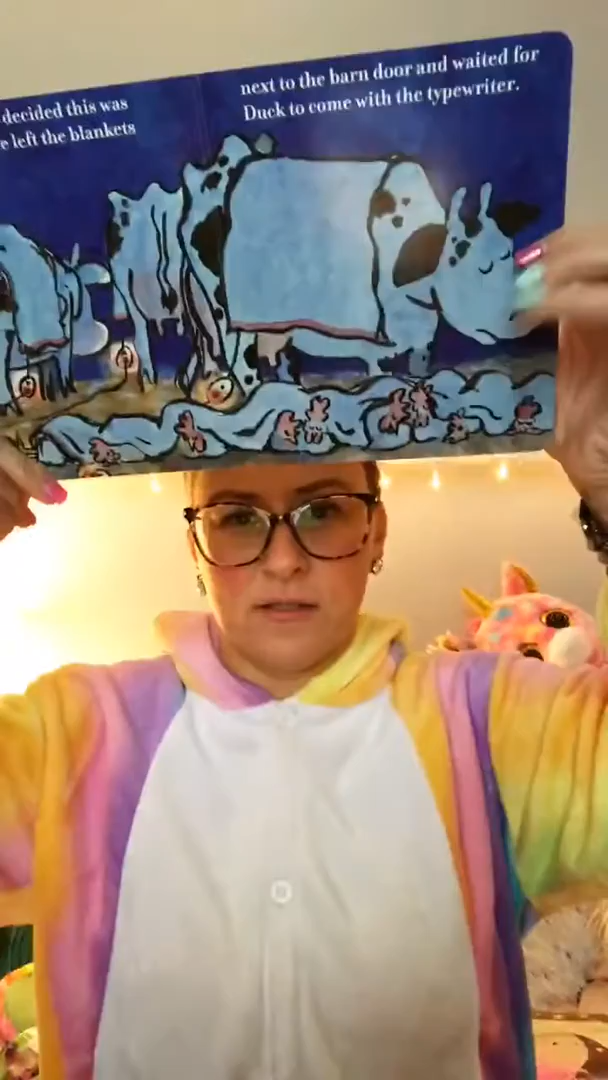 decided this was
left the blankets
next to the barn door and waited for
Duck to come with the typewriter.